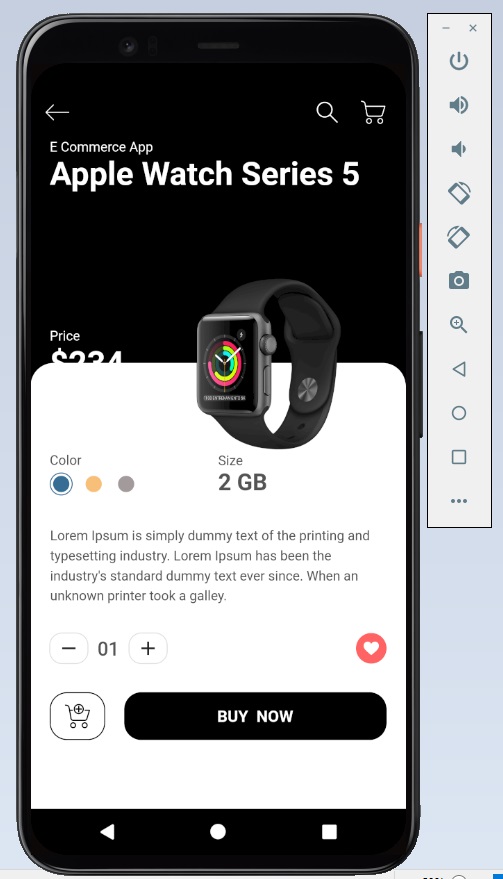 E Commerce App
Apple Watch Series 5
Price
$234
Color
Size
2 GB
Lorem Ipsum is simply dummy text of the printing and
typesetting industry. Lorem Ipsum has been the
industry's standard dummy text ever since. When an
unknown printer took a galley.
01
BUY NOW